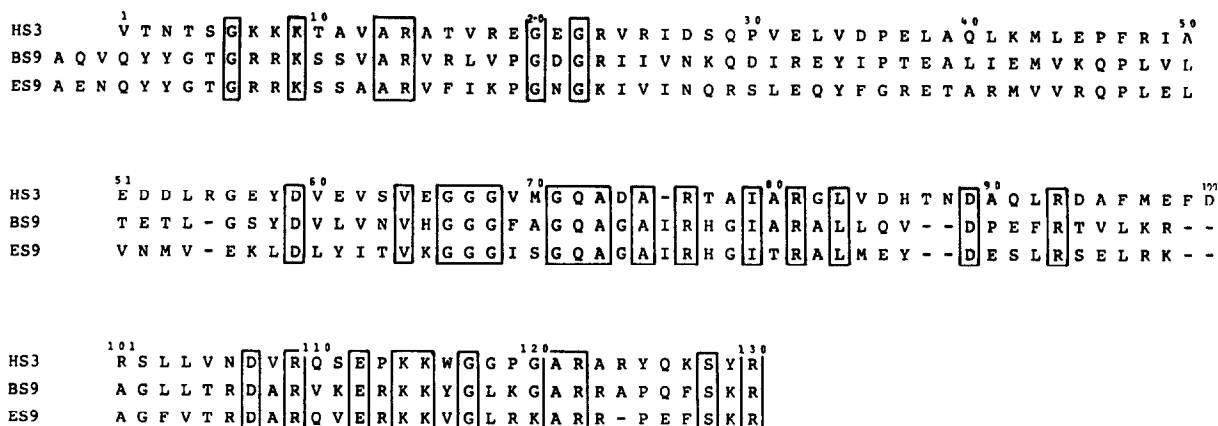 1 10 20 30 40 50
HS3 V T N T S G K K K T A V A R A T V R E G E G R V R I D S Q P V E L V D P E L A Q L K M L E P F R I A
BS9 A Q V Q Y Y G T G R R K S S V A R V R L V P G D G R I I V N K Q D I R E Y I P T E A L I E M V K Q P L V L
ES9 A E N Q Y Y G T G R R K S S A A R V F I K P G N G K I V I N Q R S L E Q Y F G R E T A R M V V R Q P L E L
51 60 70 80 90 100
HS3 E D D L R G E Y D V E V S V E G G G V M G Q A D A - R T A I A R G L V D H T N D A Q L R D A F M E F D
BS9 T E T L - G S Y D V L V N V H G G G F A G Q A G A I R H G I A R A L L Q V - - D P E F R T V L K R - -
ES9 V N M V - E K L D L Y I T V K G G G I S G Q A G A I R H G I T R A L M E Y - - D E S L R S E L R K - -
101 110 120 130
HS3 R S L L V N D V R Q S E P K K W G G P G A R A R Y Q K S Y R
BS9 A G L L T R D A R V K E R K K Y G L K G A R R A P Q F S K R
ES9 A G F V T R D A R Q V E R K K V G L R K A R R - P E F S K R